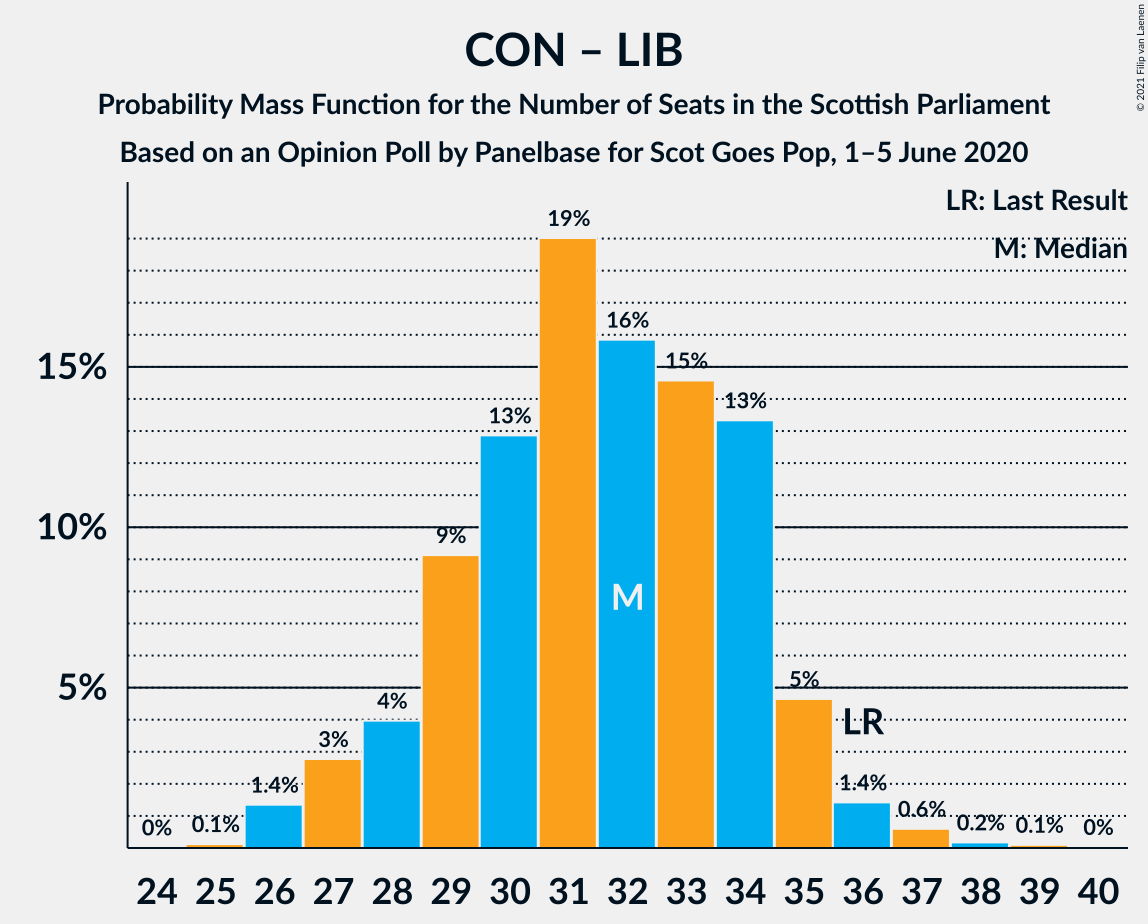 CON – LIB
Probability Mass Function for the Number of Seats in the Scottish Parliament
Based on an Opinion Poll by Panelbase for Scot Goes Pop, 1–5 June 2020
© 2021 Filip van Laenen
LR: Last Result
M: Median
15%
10%
5%
0%
0.1%
1.4%
3%
4%
9%
13%
19%
16%
15%
13%
5%
1.4%
0.6%
0.2%
0.1%
0%
M
LR
24 25 26 27 28 29 30 31 32 33 34 35 36 37 38 39 40